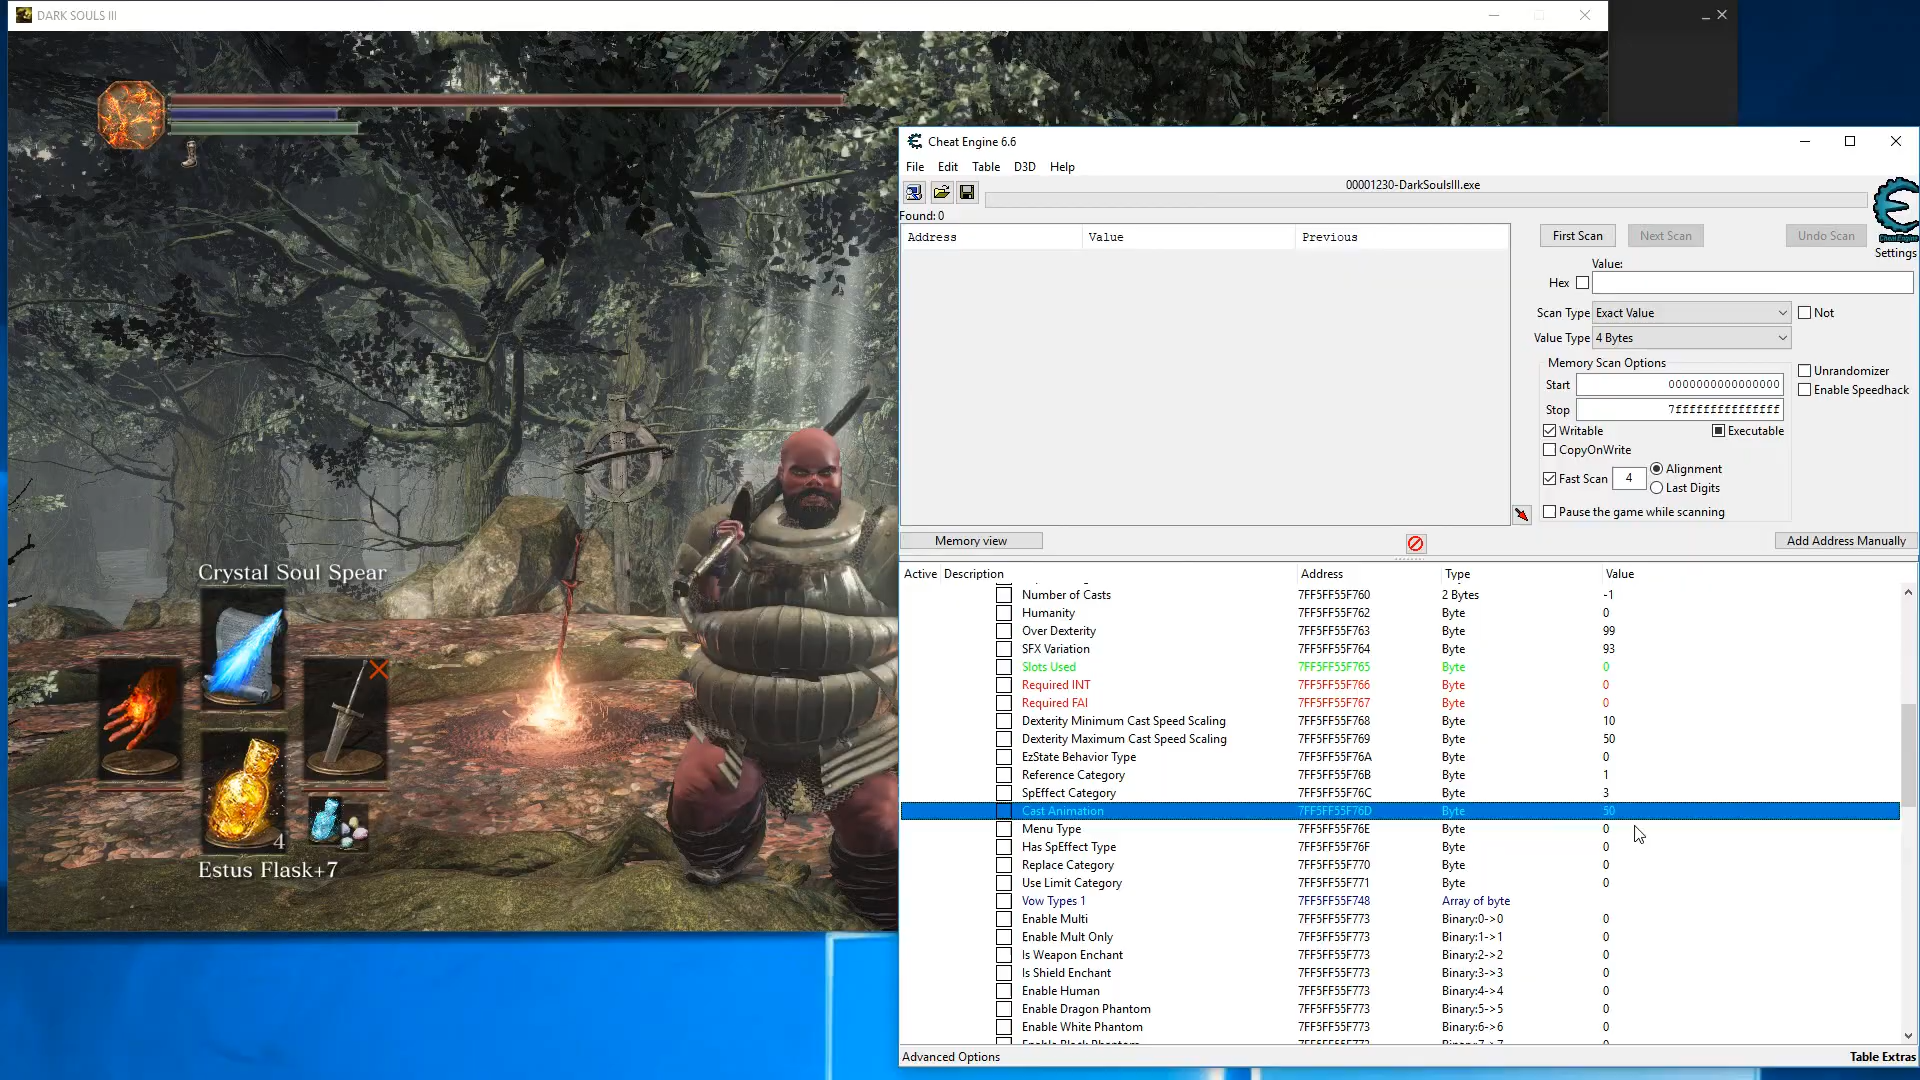 DARK SOULS III
Crystal Soul Spear
4
Estus Flask+7
Cheat Engine 6.6
File Edit Table D3D Help
00001230-DarkSoulsIII.exe
Found: 0
Address Value Previous
First Scan Next Scan Undo Scan
Cheat Engine
Settings
Value:
Hex
Scan Type Exact Value Not
Value Type 4 Bytes
Memory Scan Options
Unrandomizer
Start 0000000000000000
Enable Speedhack
Stop 7fffffffffffffff
Writable Executable
CopyOnWrite
Fast Scan 4 Alignment
Last Digits
Pause the game while scanning
Memory view Add Address Manually
Active Description Address Type Value
Number of Casts 7FF5FF55F760 2 Bytes -1
Humanity 7FF5FF55F762 Byte 0
Over Dexterity 7FF5FF55F763 Byte 99
SFX Variation 7FF5FF55F764 Byte 93
Slots Used 7FF5FF55F765 Byte 0
Required INT 7FF5FF55F766 Byte 0
Required FAI 7FF5FF55F767 Byte 0
Dexterity Minimum Cast Speed Scaling 7FF5FF55F768 Byte 10
Dexterity Maximum Cast Speed Scaling 7FF5FF55F769 Byte 50
EzState Behavior Type 7FF5FF55F76A Byte 0
Reference Category 7FF5FF55F76B Byte 1
SpEffect Category 7FF5FF55F76C Byte 3
Cast Animation 7FF5FF55F76D Byte 50
Menu Type 7FF5FF55F76E Byte 0
Has SpEffect Type 7FF5FF55F76F Byte 0
Replace Category 7FF5FF55F770 Byte 0
Use Limit Category 7FF5FF55F771 Byte 0
Vow Types 1 7FF5FF55F748 Array of byte
Enable Multi 7FF5FF55F773 Binary:0->0 0
Enable Mult Only 7FF5FF55F773 Binary:1->1 0
Is Weapon Enchant 7FF5FF55F773 Binary:2->2 0
Is Shield Enchant 7FF5FF55F773 Binary:3->3 0
Enable Human 7FF5FF55F773 Binary:4->4 0
Enable Dragon Phantom 7FF5FF55F773 Binary:5->5 0
Enable White Phantom 7FF5FF55F773 Binary:6->6 0
Enable Black Phantom 7FF5FF55F773 Binary:7->7 0
Advanced Options Table Extras